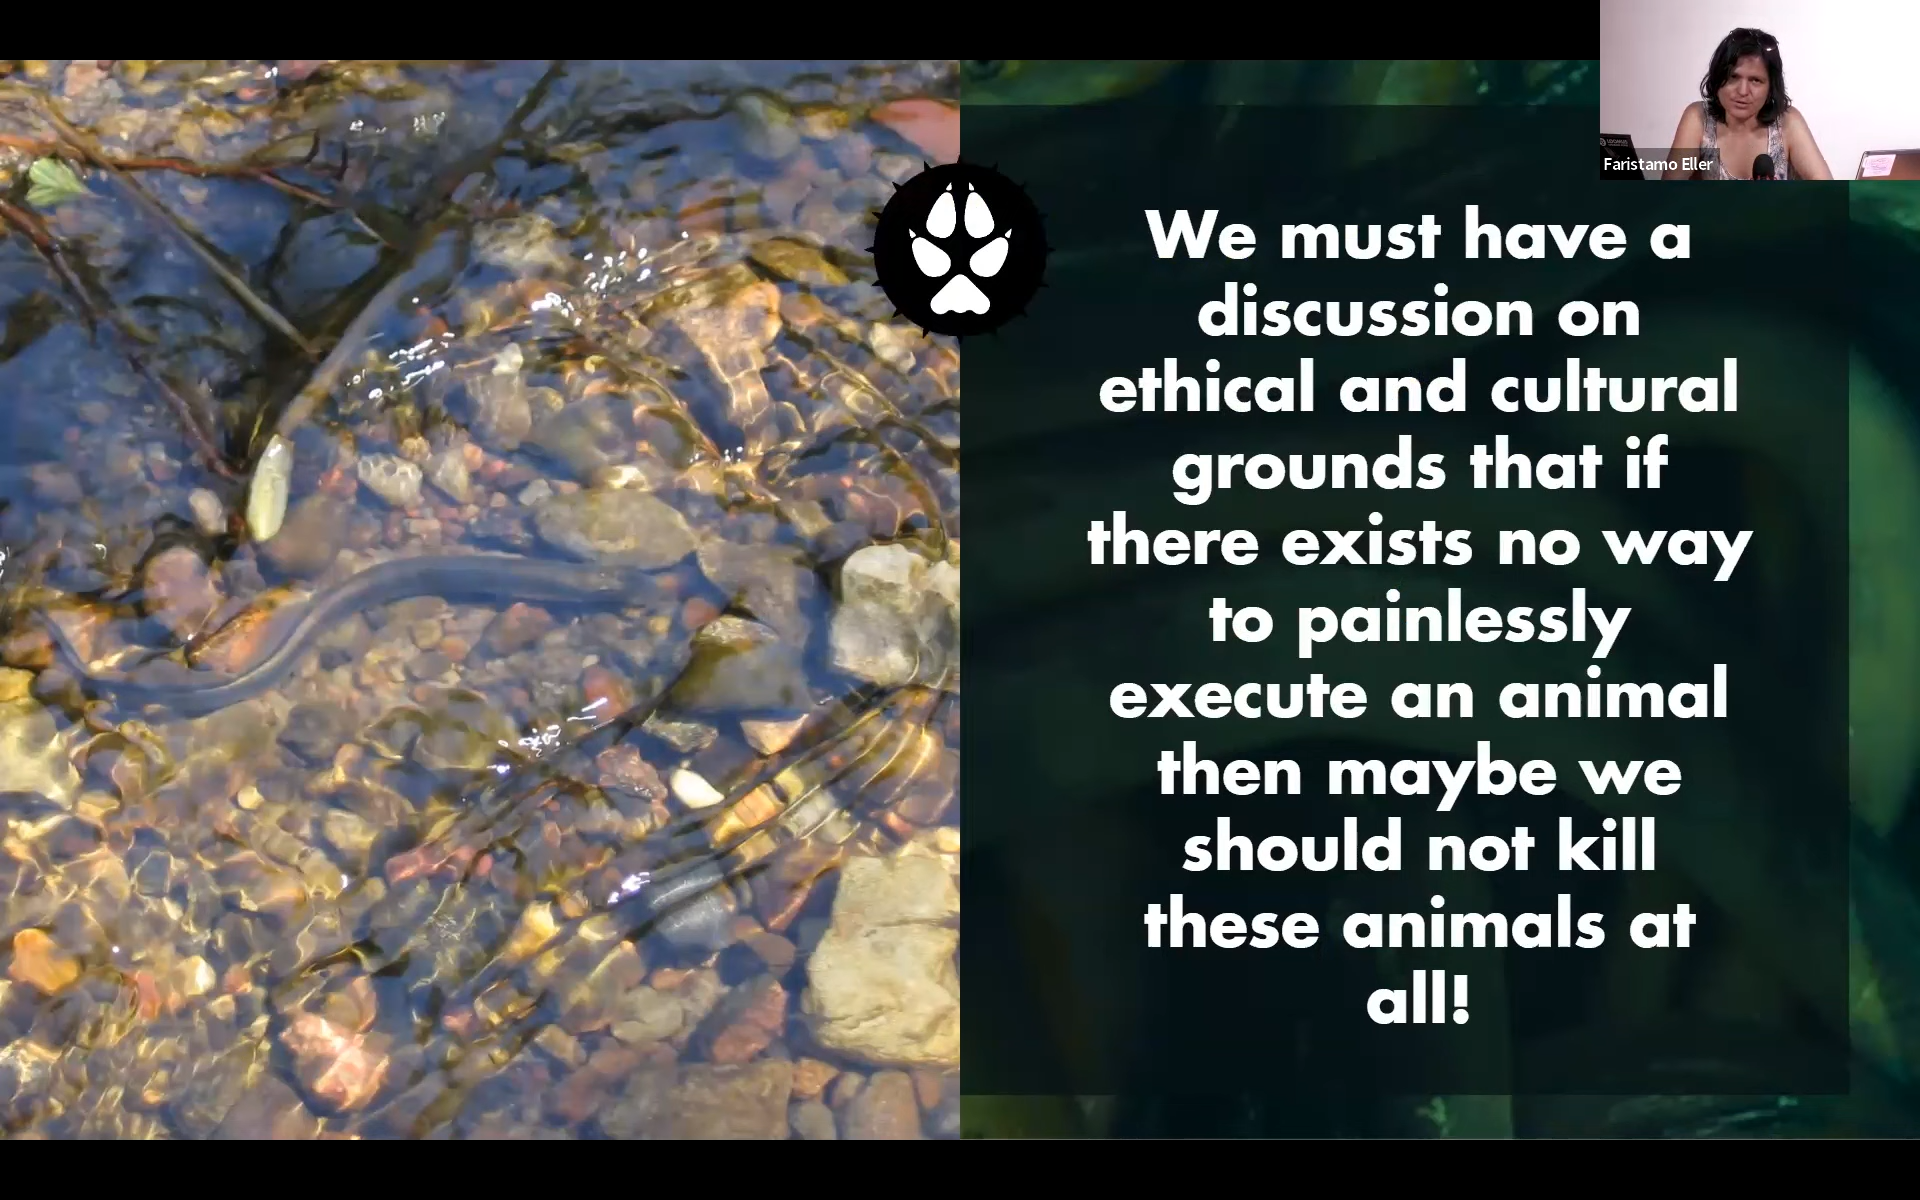 Faristamo Eller
We must have a
discussion on
ethical and cultural
grounds that if
there exists no way
to painlessly
execute an animal
then maybe we
should not kill
these animals at
all!